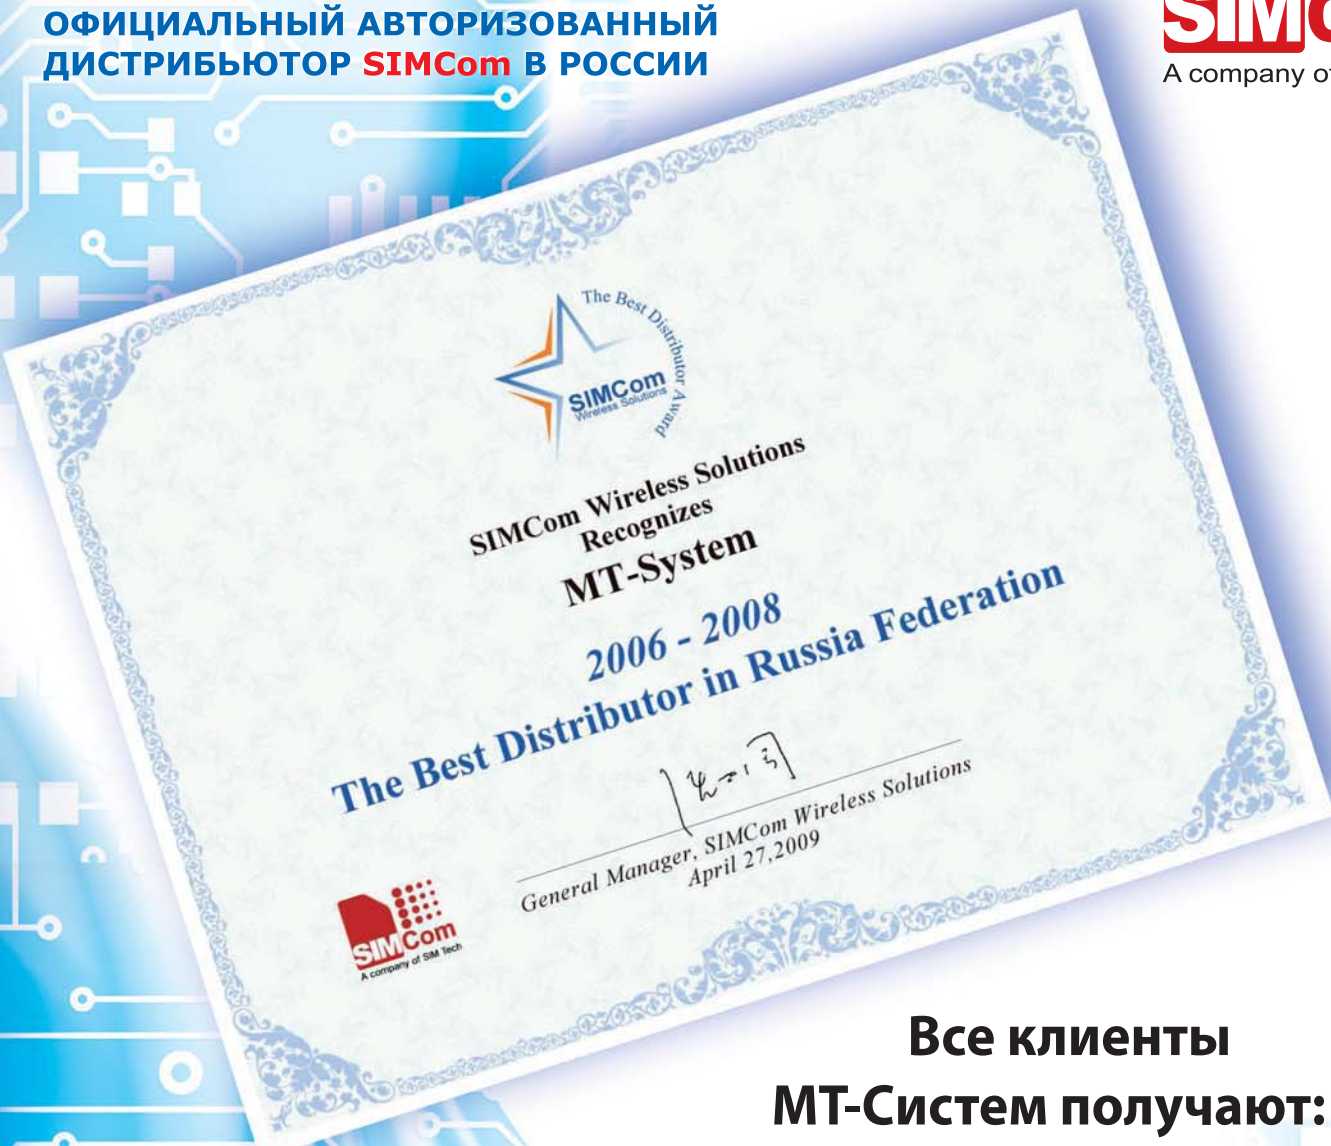 ОФИЦИАЛЬНЫЙ АВТОРИЗОВАННЫЙ
ДИСТРИБЬЮТОР SIMCom В РОССИИ
A company
The Best Distributor Award
SIMCom
Wireless Solutions
SIMCom Wireless Solutions
Recognizes
MT-System
2006 - 2008
The Best Distributor in Russia Federation
General Manager, SIMCom Wireless Solutions
April 27,2009
SIMCom
A company of SIM Tech
Все клиенты
МТ-Систем получают: